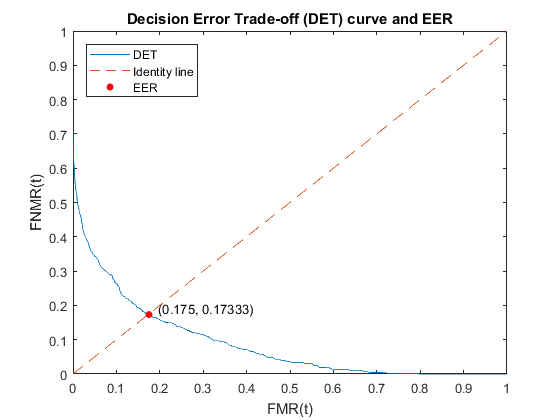 Decision Error Trade-off (DET) curve and EER
1
0.9
0.8
0.7
0.6
0.5
0.4
0.3
0.2
0.1
0
FNMR(t)
DET
Identity line
EER
(0.175, 0.17333)
0 0.1 0.2 0.3 0.4 0.5 0.6 0.7 0.8 0.9 1
FMR(t)